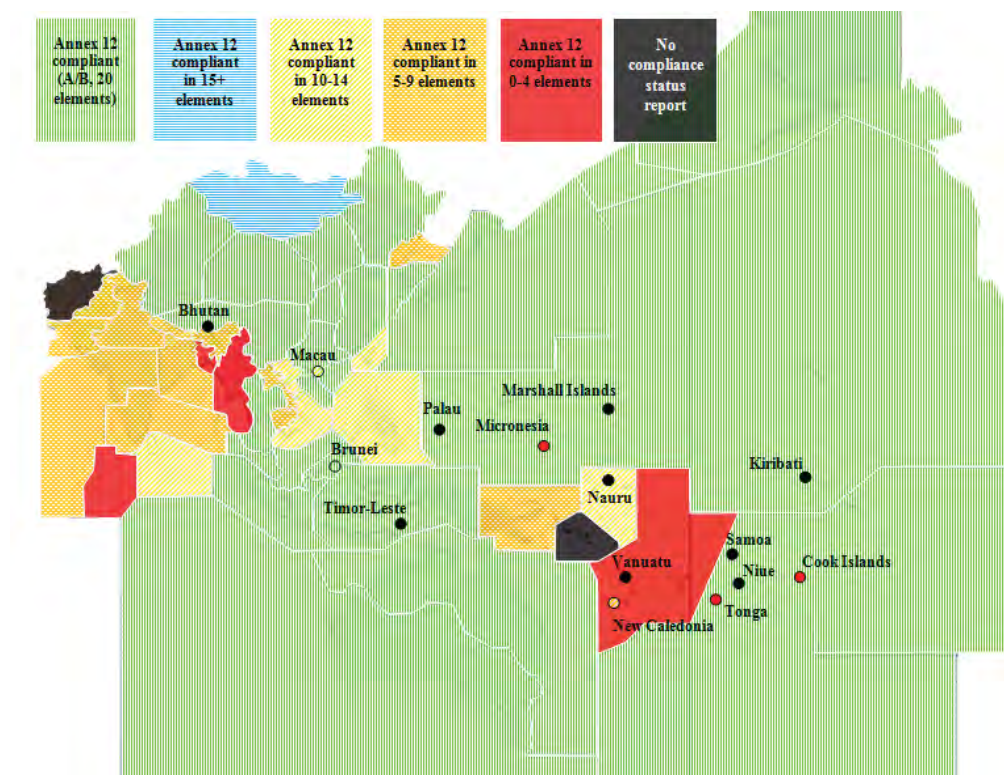 Annex 12
compliant
(A/B, 20
elements)
Annex 12
compliant
in 15+
elements
Annex 12
compliant
in 10-14
elements
Annex 12
compliant in
5-9 elements
Annex 12
compliant in
0-4 elements
No
compliance
status
report
Bhutan
Macau
Marshall Islands
Palau
Micronesia
Brunei
Kiribati
Nauru
Timor-Leste
Samoa
Vanuatu
Niue
Cook Islands
Tonga
New Caledonia